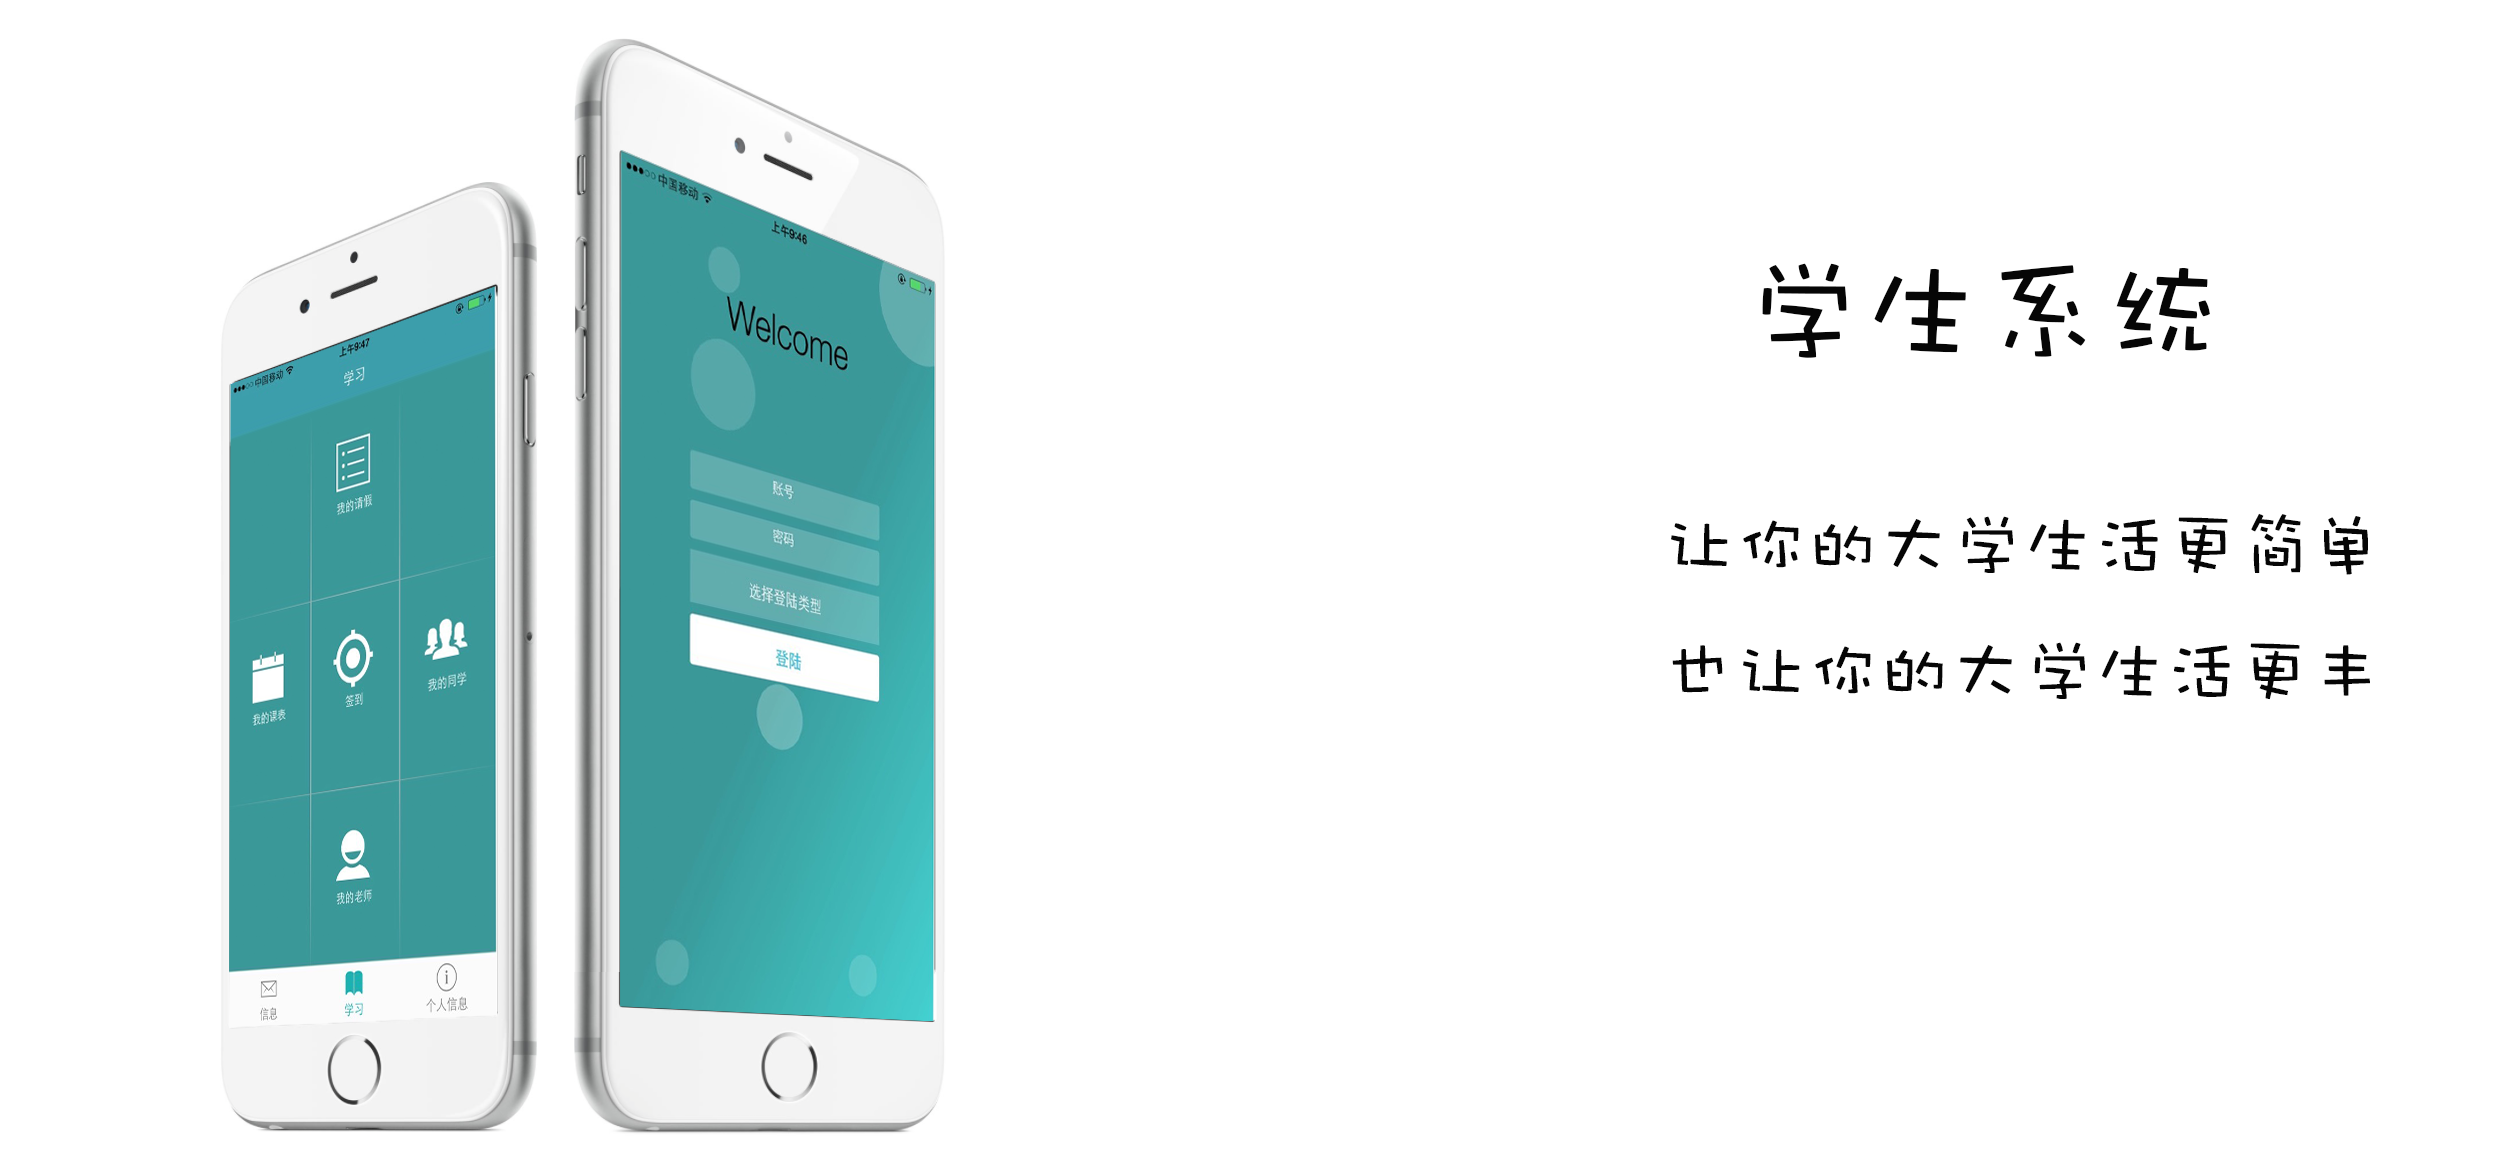 中国移动
上午9:47
学习
我的请假
我的课表
签到
我的同学
我的老师
信息
学习
个人信息
中国移动
上午9:46
Welcome
账号
密码
选择登陆类型
登陆
学生系统
让你的大学生活更简单
也让你的大学生活更丰